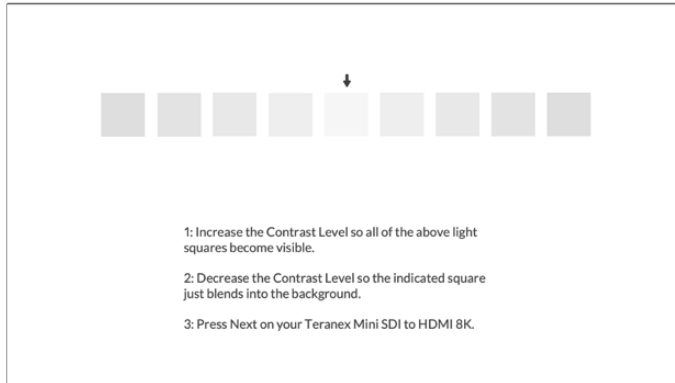 1: Increase the Contrast Level so all of the above light
squares become visible.
2: Decrease the Contrast Level so the indicated square
just blends into the background.
3: Press Next on your Teranex Mini SDI to HDMI 8K.